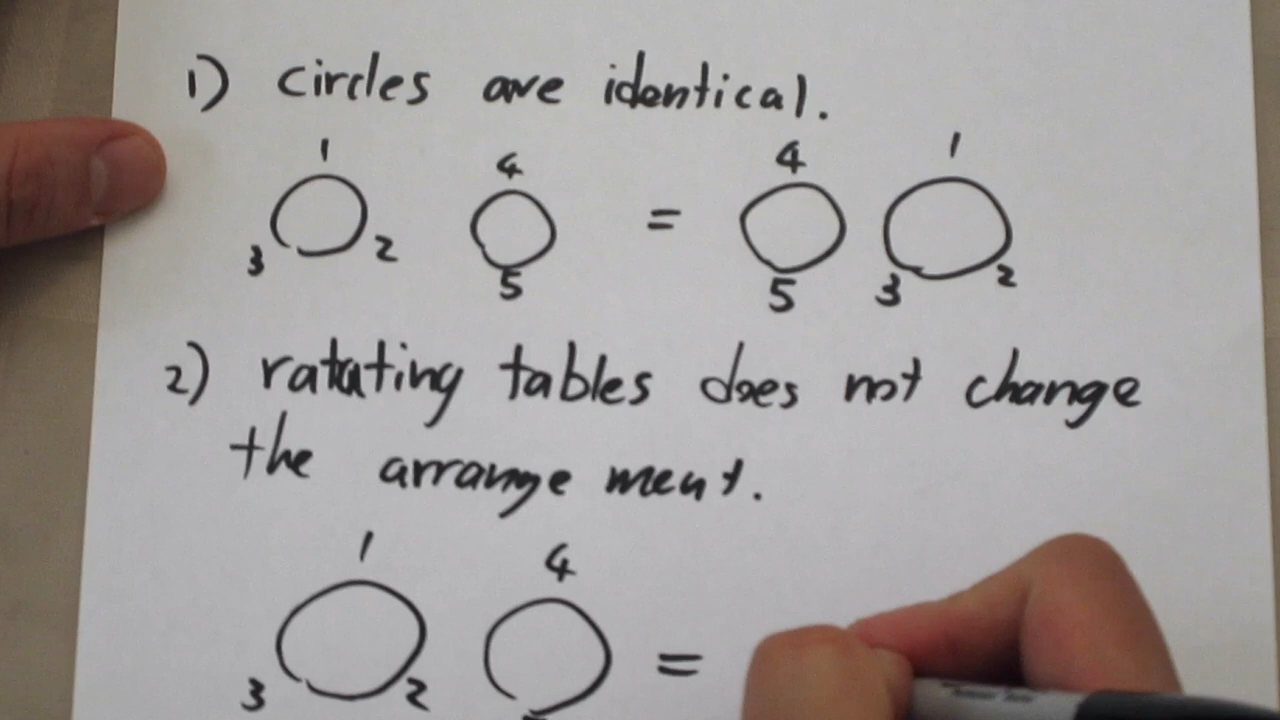 1) circles are identical.
1 4 4 1
3 2 5 = 5 3 2
2) ratating tables does not change
the arrangement.
1 4
3 2 =